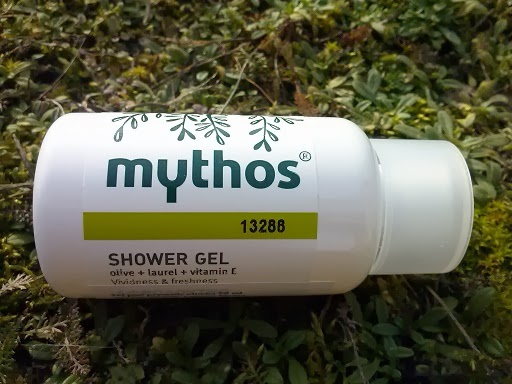 mythos®
13288
SHOWER GEL
olive + laurel + vitamin E
Vividness & freshness